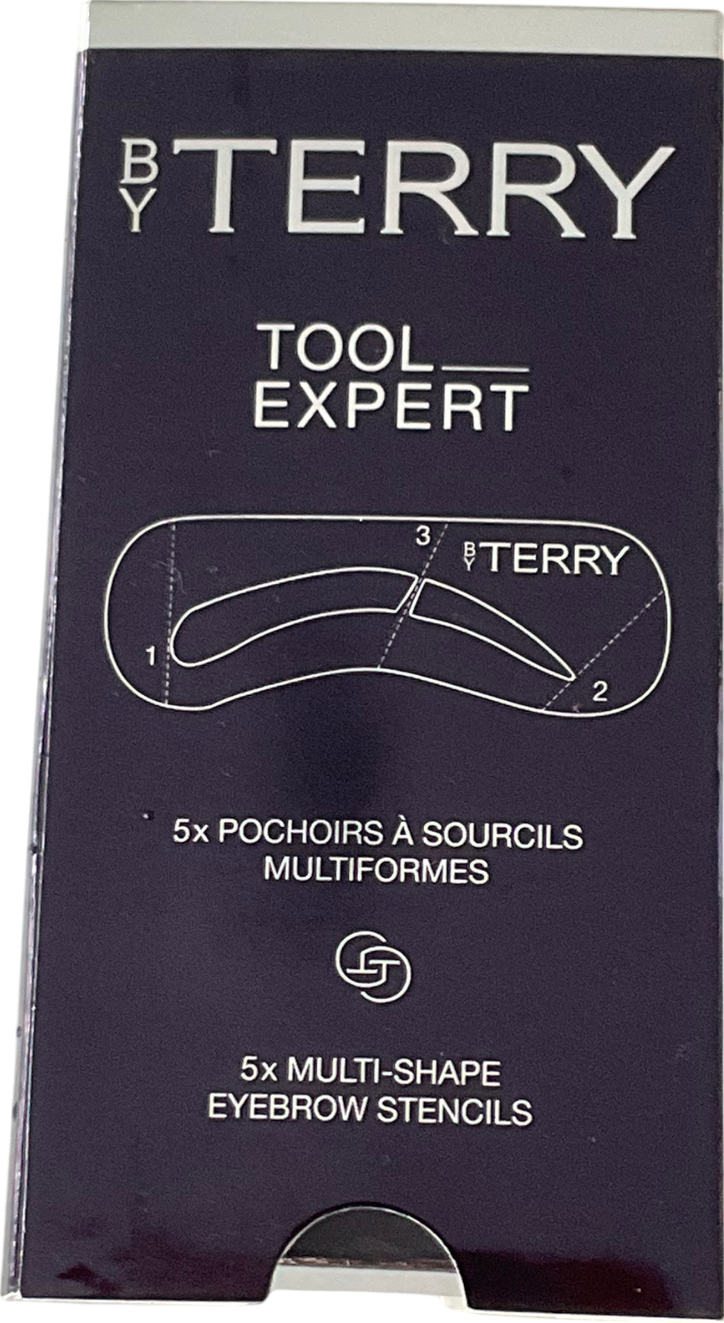 BY TERRY
TOOL
EXPERT
3
BY TERRY
1
2
5x POCHOIRS À SOURCILS
MULTIFORMES
5x MULTI-SHAPE
EYEBROW STENCILS